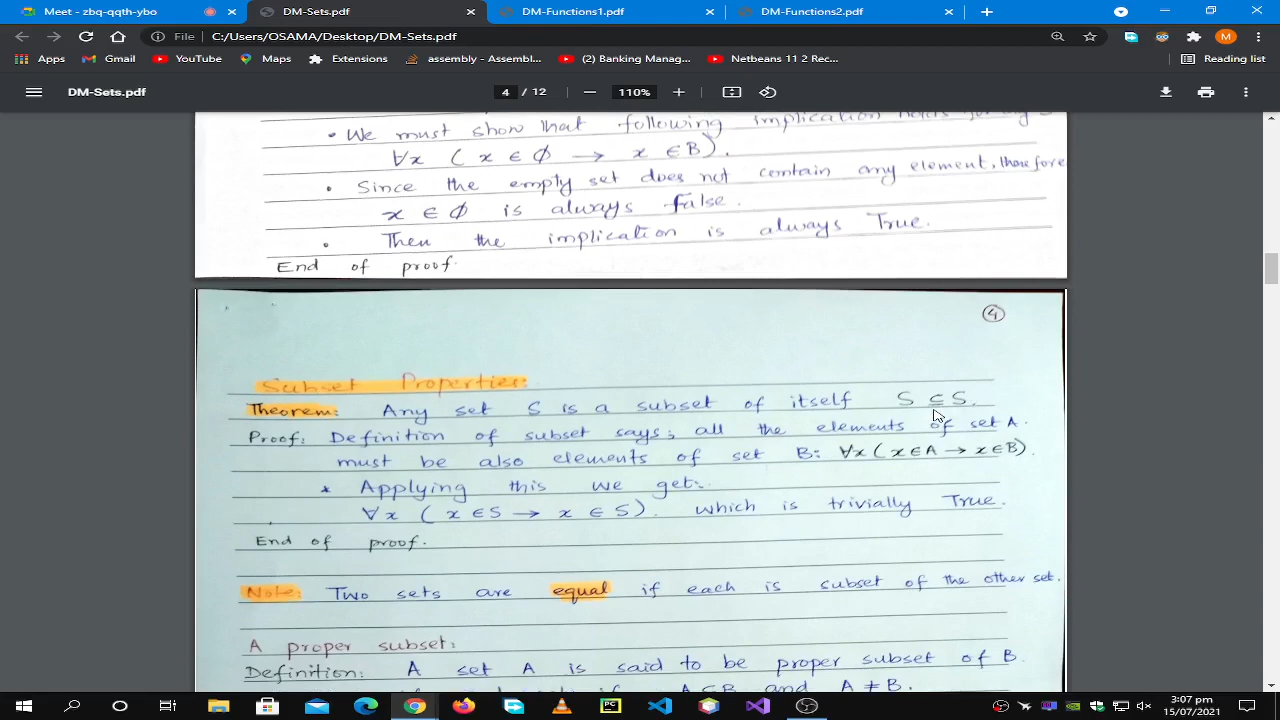 Meet - zbq-qqth-ybo
DM-Sets.pdf
DM-Functions1.pdf
DM-Functions2.pdf
File
C:/Users/OSAMA/Desktop/DM-Sets.pdf
M
Apps
Gmail
YouTube
Maps
Extensions
assembly - Assembl...
(2) Banking Manag...
Netbeans 11 2 Rec...
Reading list
DM-Sets.pdf
4 / 12
110%
• We must show that following implication holds for
∀x ( x ∈ ∅ → x ∈ B).
• Since the empty set does not contain any element, therefore
x ∈ ∅ is always False.
• Then the implication is always True.
End of proof.
4
Subset Properties:
Theorem: Any set S is a subset of itself S ⊆ S.
Proof: Definition of subset says; all the elements of set A.
must be also elements of set B: ∀x ( x ∈ A → x ∈ B).
* Applying this we get:
∀x ( x ∈ S → x ∈ S). which is trivially True.
End of proof.
Note: Two sets are equal if each is subset of the other set.
A proper subset:
Definition: A set A is said to be proper subset of B.
A ⊆ B and A ≠ B.
3:07 pm
15/07/2021